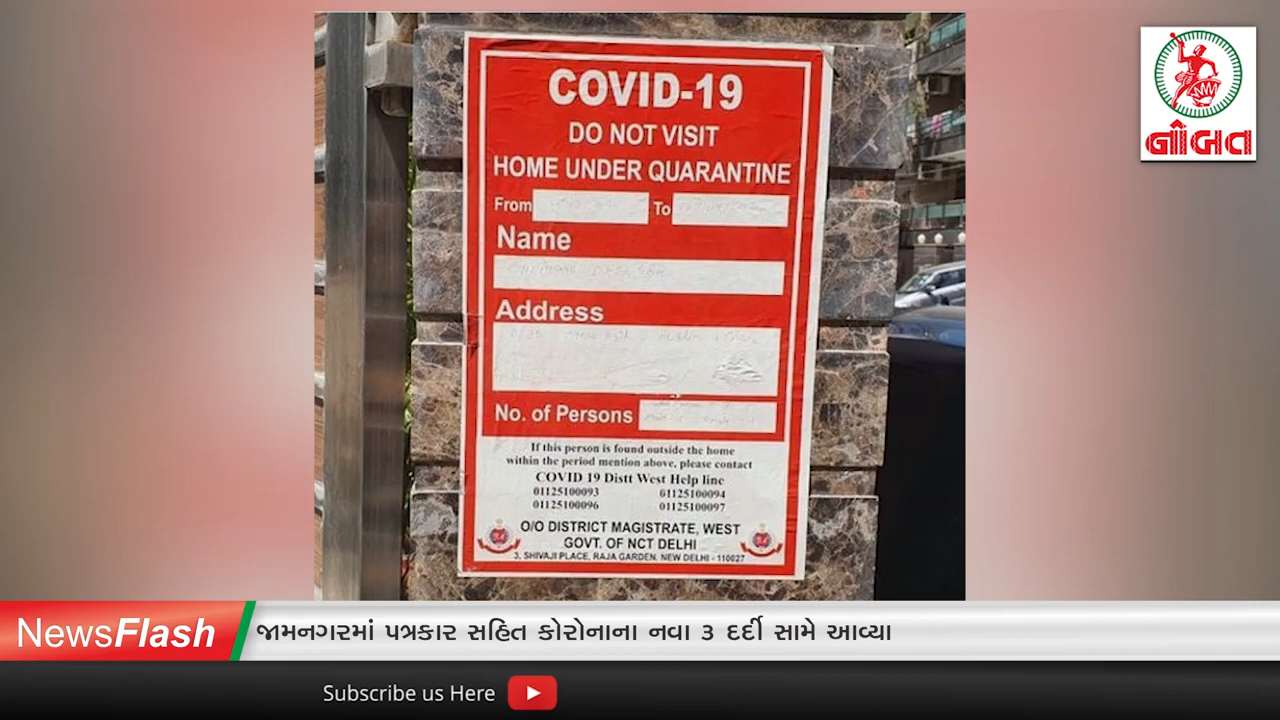 નોબત
COVID-19
DO NOT VISIT
HOME UNDER QUARANTINE
From To
Name
Address
No. of Persons
If this person is found outside the home
within the period mention above, please contact
COVID 19 Distt West Help line
01125100093 01125100094
01125100096 01125100097
O/O DISTRICT MAGISTRATE, WEST
GOVT. OF NCT DELHI
3, SHIVAJI PLACE, RAJA GARDEN. NEW DELHI - 110027
NewsFlash
જામનગરમાં પત્રકાર સહિત કોરોનાના નવા ૩ દર્દી સામે આવ્યા
Subscribe us Here